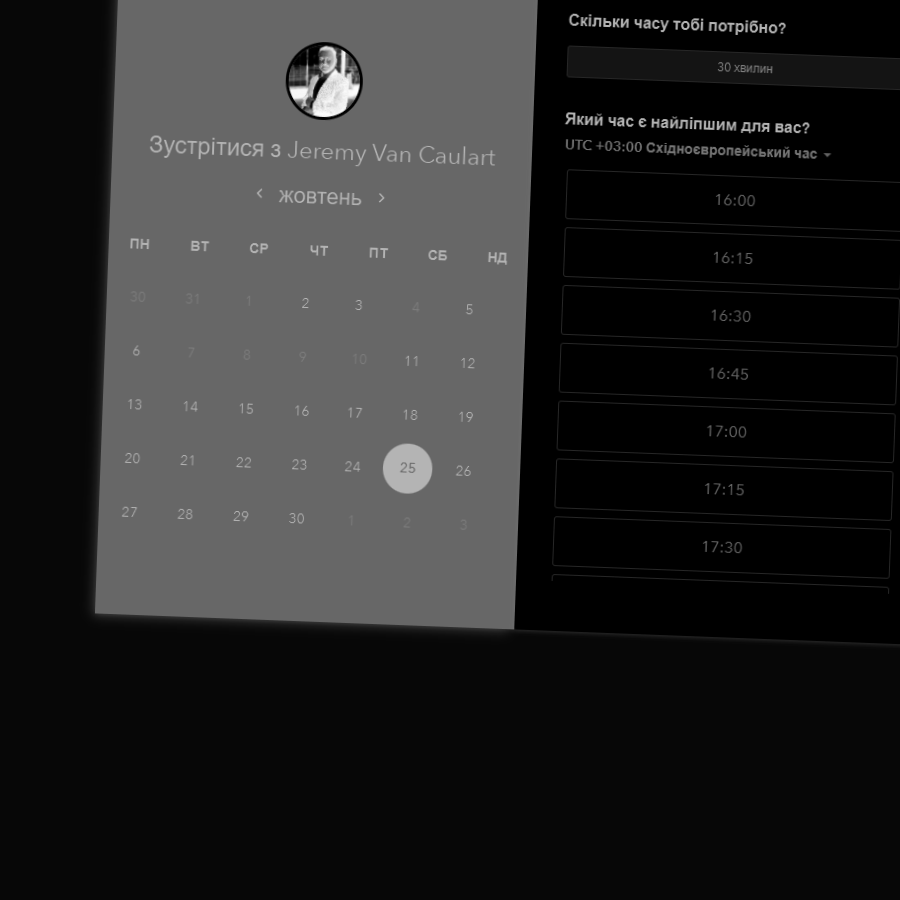 Зустрітися з Jeremy Van Caulart
‹ жовтень ›
ПН ВТ СР ЧТ ПТ СБ НД
30 31 1 2 3 4 5
6 7 8 9 10 11 12
13 14 15 16 17 18 19
20 21 22 23 24 25 26
27 28 29 30 1 2 3
Скільки часу тобі потрібно?
30 хвилин
Який час є найліпшим для вас?
UTC +03:00 Східноєвропейський час
16:00
16:15
16:30
16:45
17:00
17:15
17:30